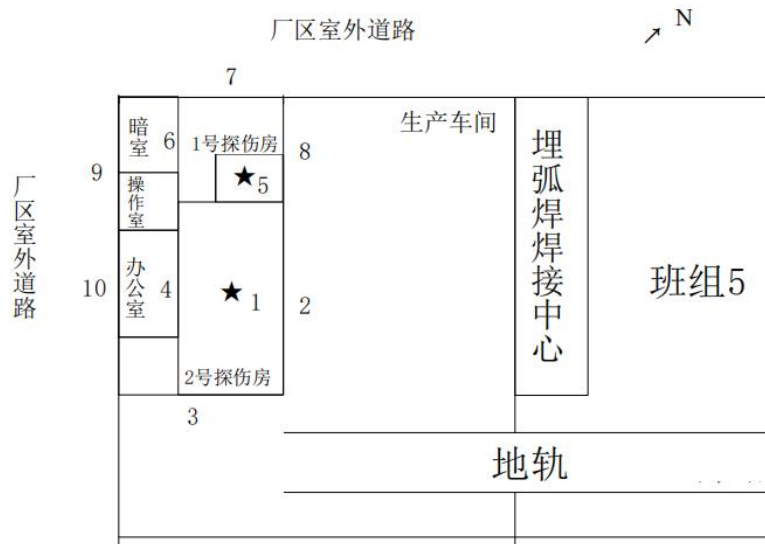 厂区室外道路
N
7
暗室
6
1号探伤房
8
生产车间
9
操作室
5
厂区室外道路
10
办公室
4
1
2
埋弧焊焊接中心
班组5
2号探伤房
3
地轨